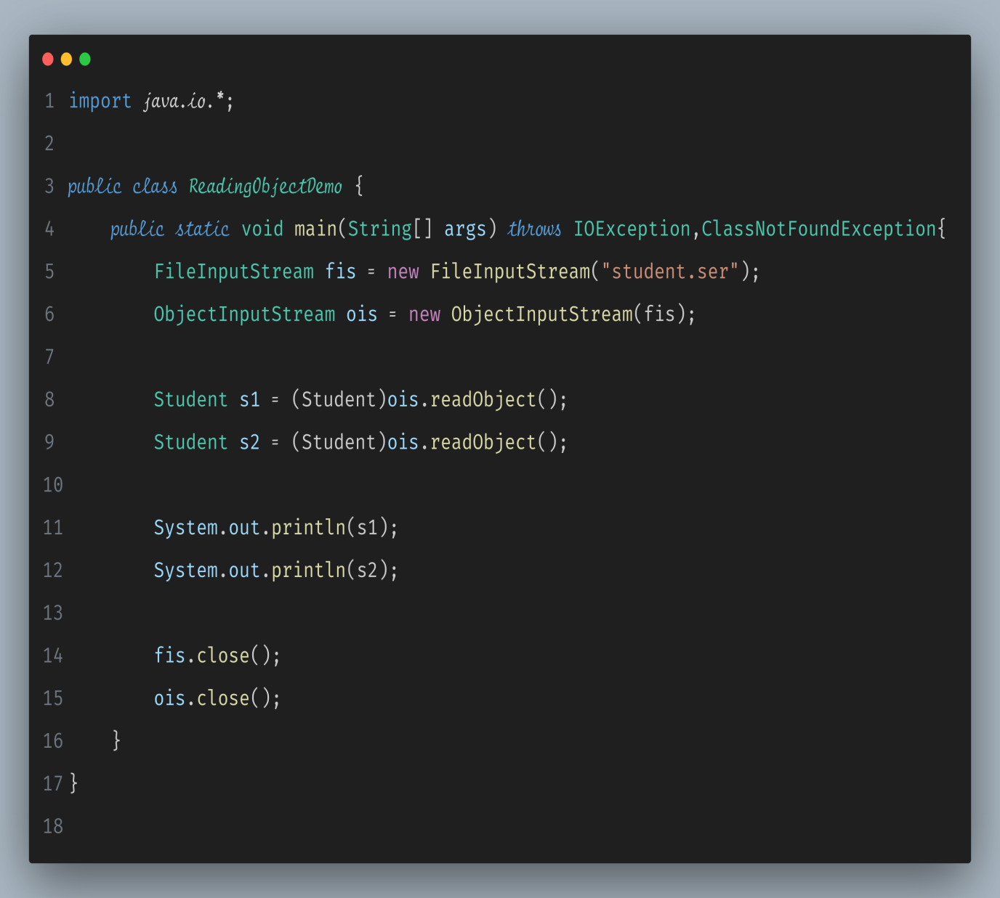 1 import java.io.*;
2
3 public class ReadingObjectDemo {
4     public static void main(String[] args) throws IOException,ClassNotFoundException{
5         FileInputStream fis = new FileInputStream("student.ser");
6         ObjectInputStream ois = new ObjectInputStream(fis);
7
8         Student s1 = (Student)ois.readObject();
9         Student s2 = (Student)ois.readObject();
10
11         System.out.println(s1);
12         System.out.println(s2);
13
14         fis.close();
15         ois.close();
16     }
17 }
18